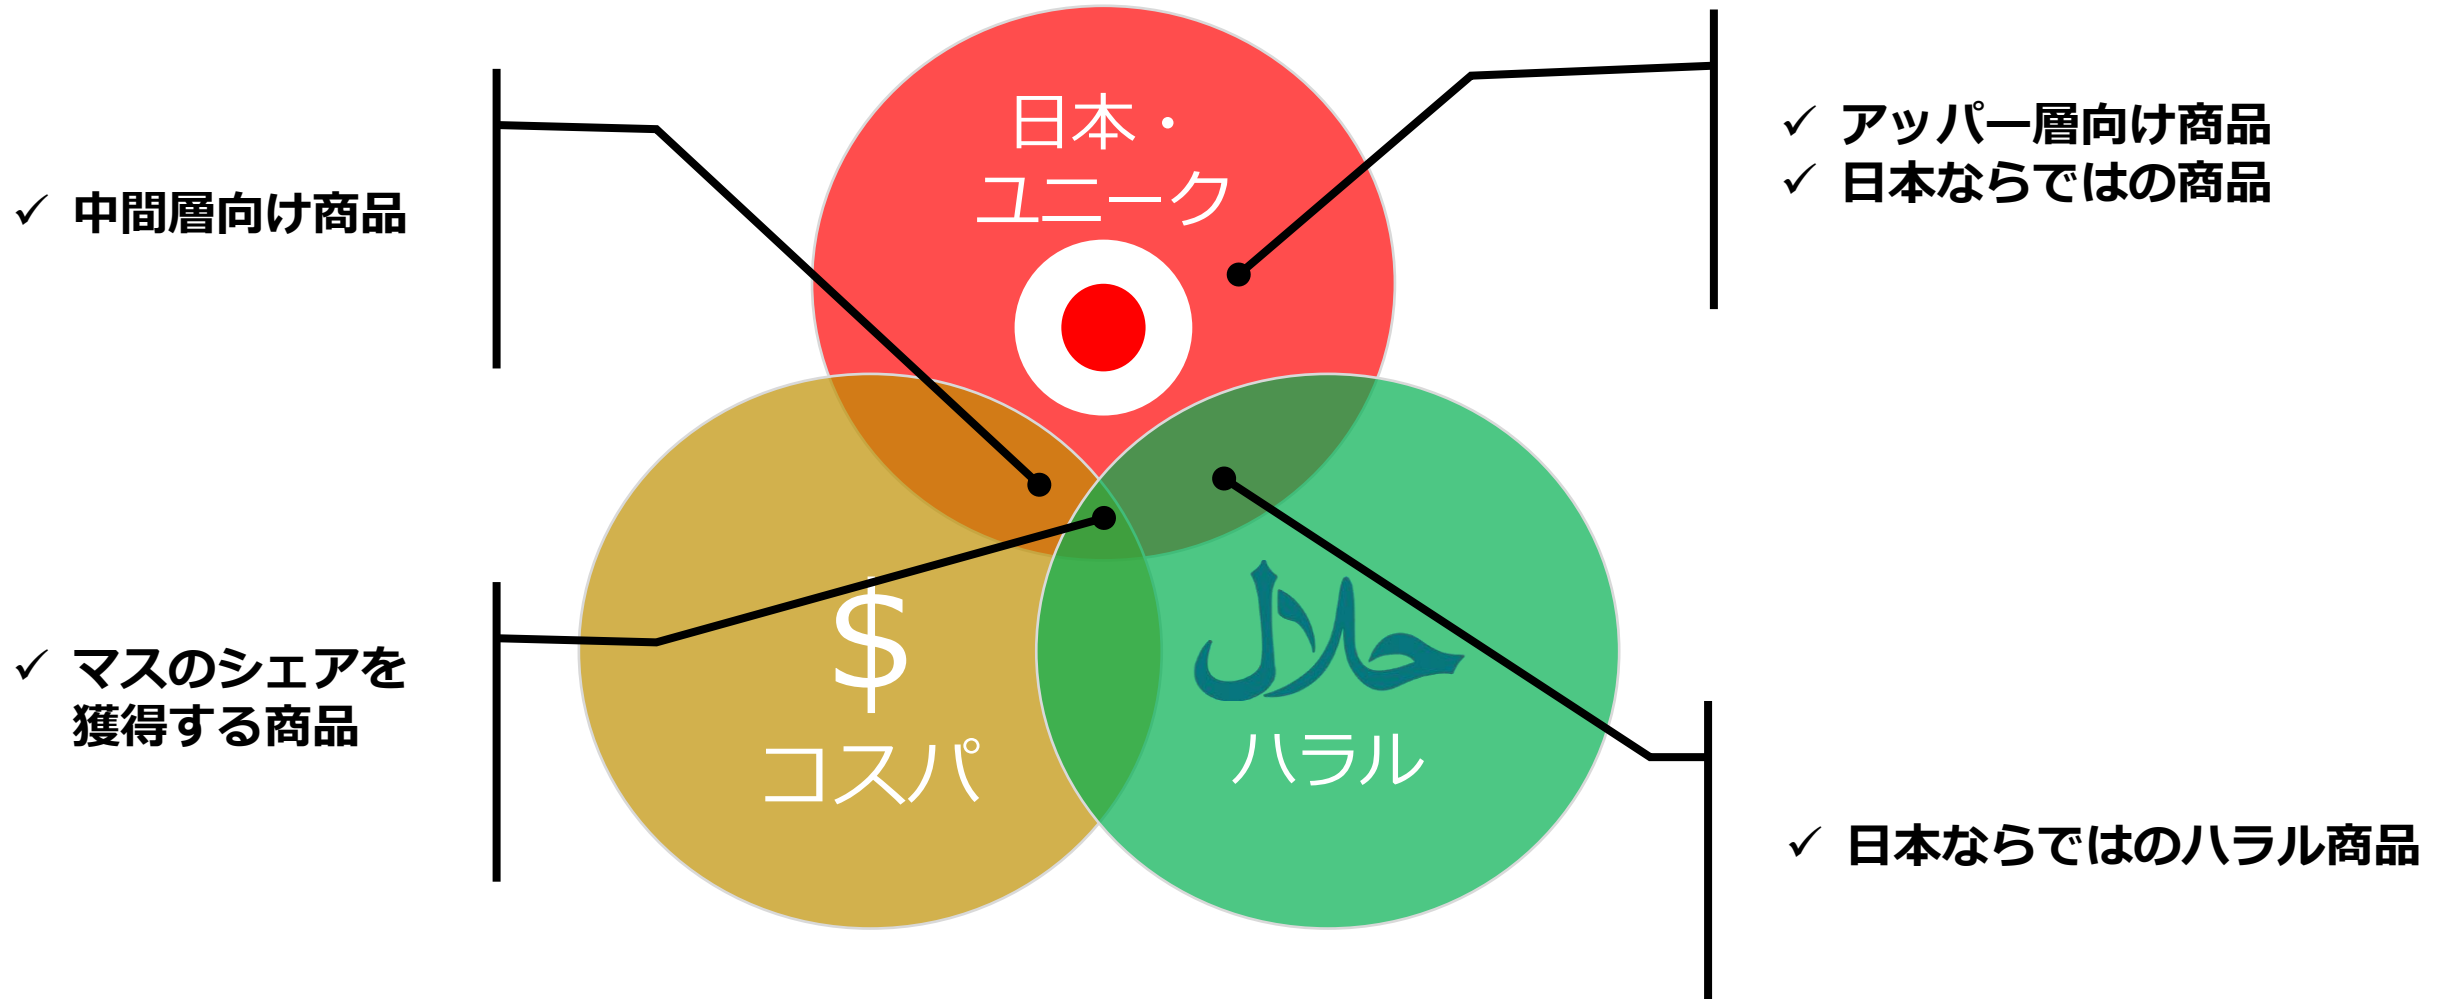 日本・
ユニーク
✓ アッパー層向け商品
✓ 日本ならではの商品
✓ 中間層向け商品
✓ マスのシェアを
獲得する商品
$
コスパ
حلال
ハラル
✓ 日本ならではのハラル商品